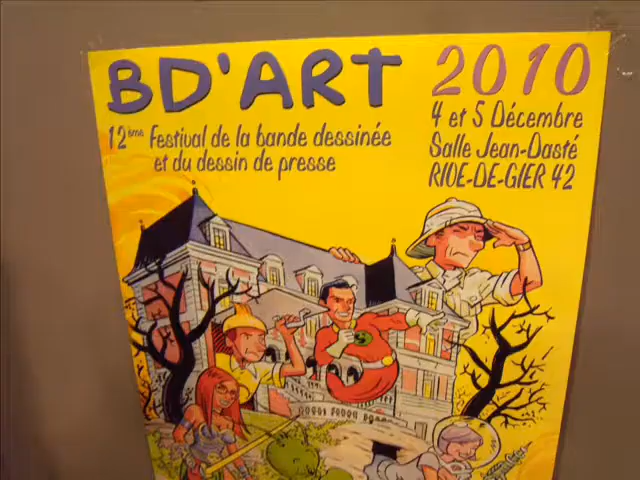 BD'ART 2010
12ème Festival de la bande dessinée
et du dessin de presse
4 et 5 Décembre
Salle Jean-Dasté
RIVE-DE-GIER 42